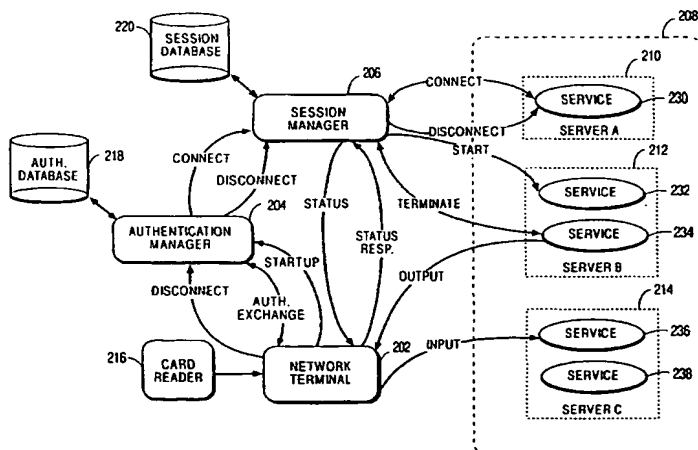 220
SESSION
DATABASE
208
206
210
CONNECT
SERVICE
230
SESSION
MANAGER
DISCONNECT
SERVER A
START
218
AUTH.
DATABASE
CONNECT
DISCONNECT
212
SERVICE
232
204
STATUS
TERMINATE
AUTHENTICATION
MANAGER
STATUS
RESP.
SERVICE
234
STARTUP
SERVER B
DISCONNECT
OUTPUT
AUTH.
EXCHANGE
214
202
INPUT
SERVICE
236
216
CARD
READER
NETWORK
TERMINAL
SERVICE
238
SERVER C